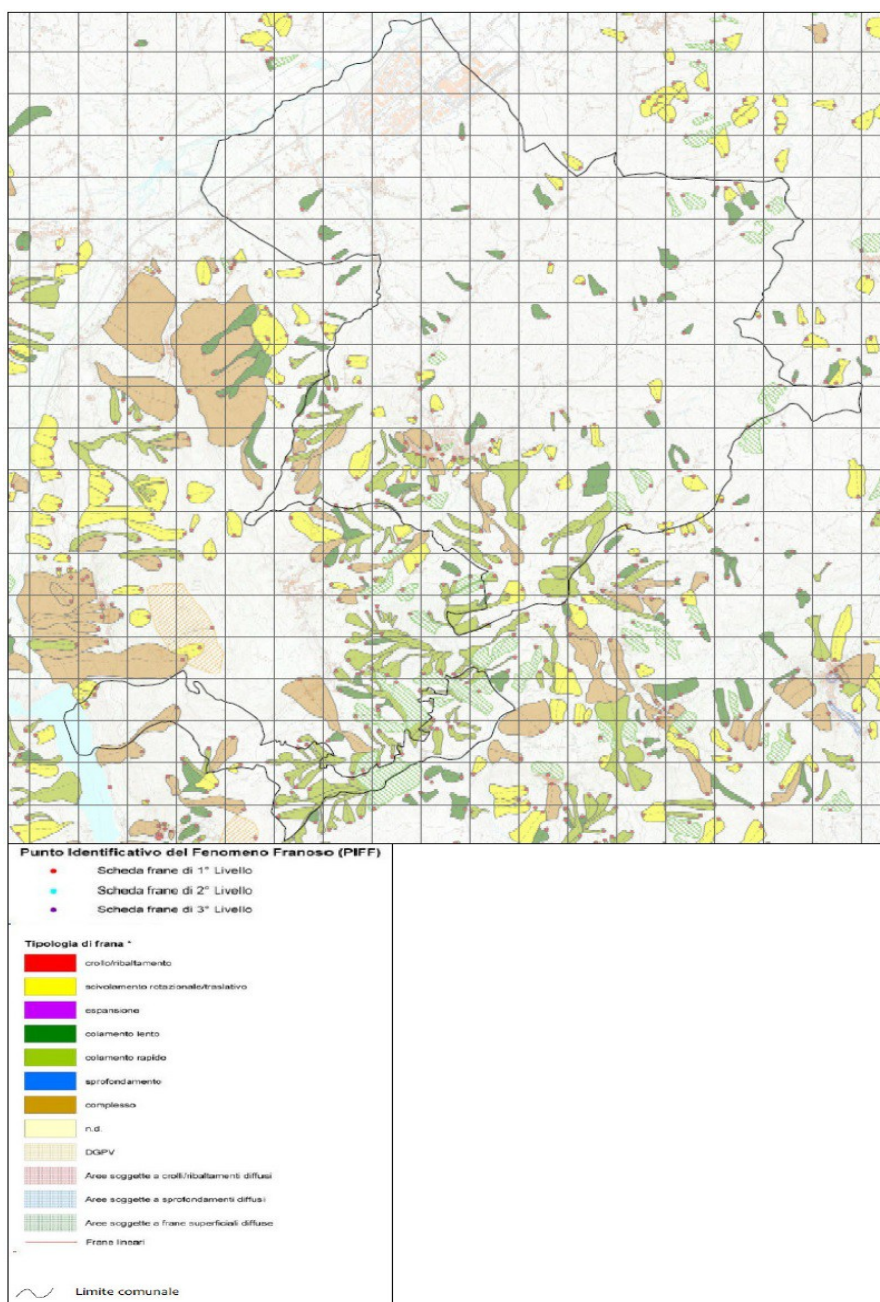 Punto Identificativo del Fenomeno Franoso (PIFF)
Scheda frane di 1° Livello
Scheda frane di 2° Livello
Scheda frane di 3° Livello
Tipologia di frana *
crollo/ribaltamento
scivolamento rotazionale/traslativo
espansione
colamento lento
colamento rapido
sprofondamento
complesso
n.d.
DGPV
Aree soggette a crolli/ribaltamenti diffusi
Aree soggette a sprofondamenti diffusi
Aree soggette a frane superficiali diffuse
Frane lineari
Limite comunale